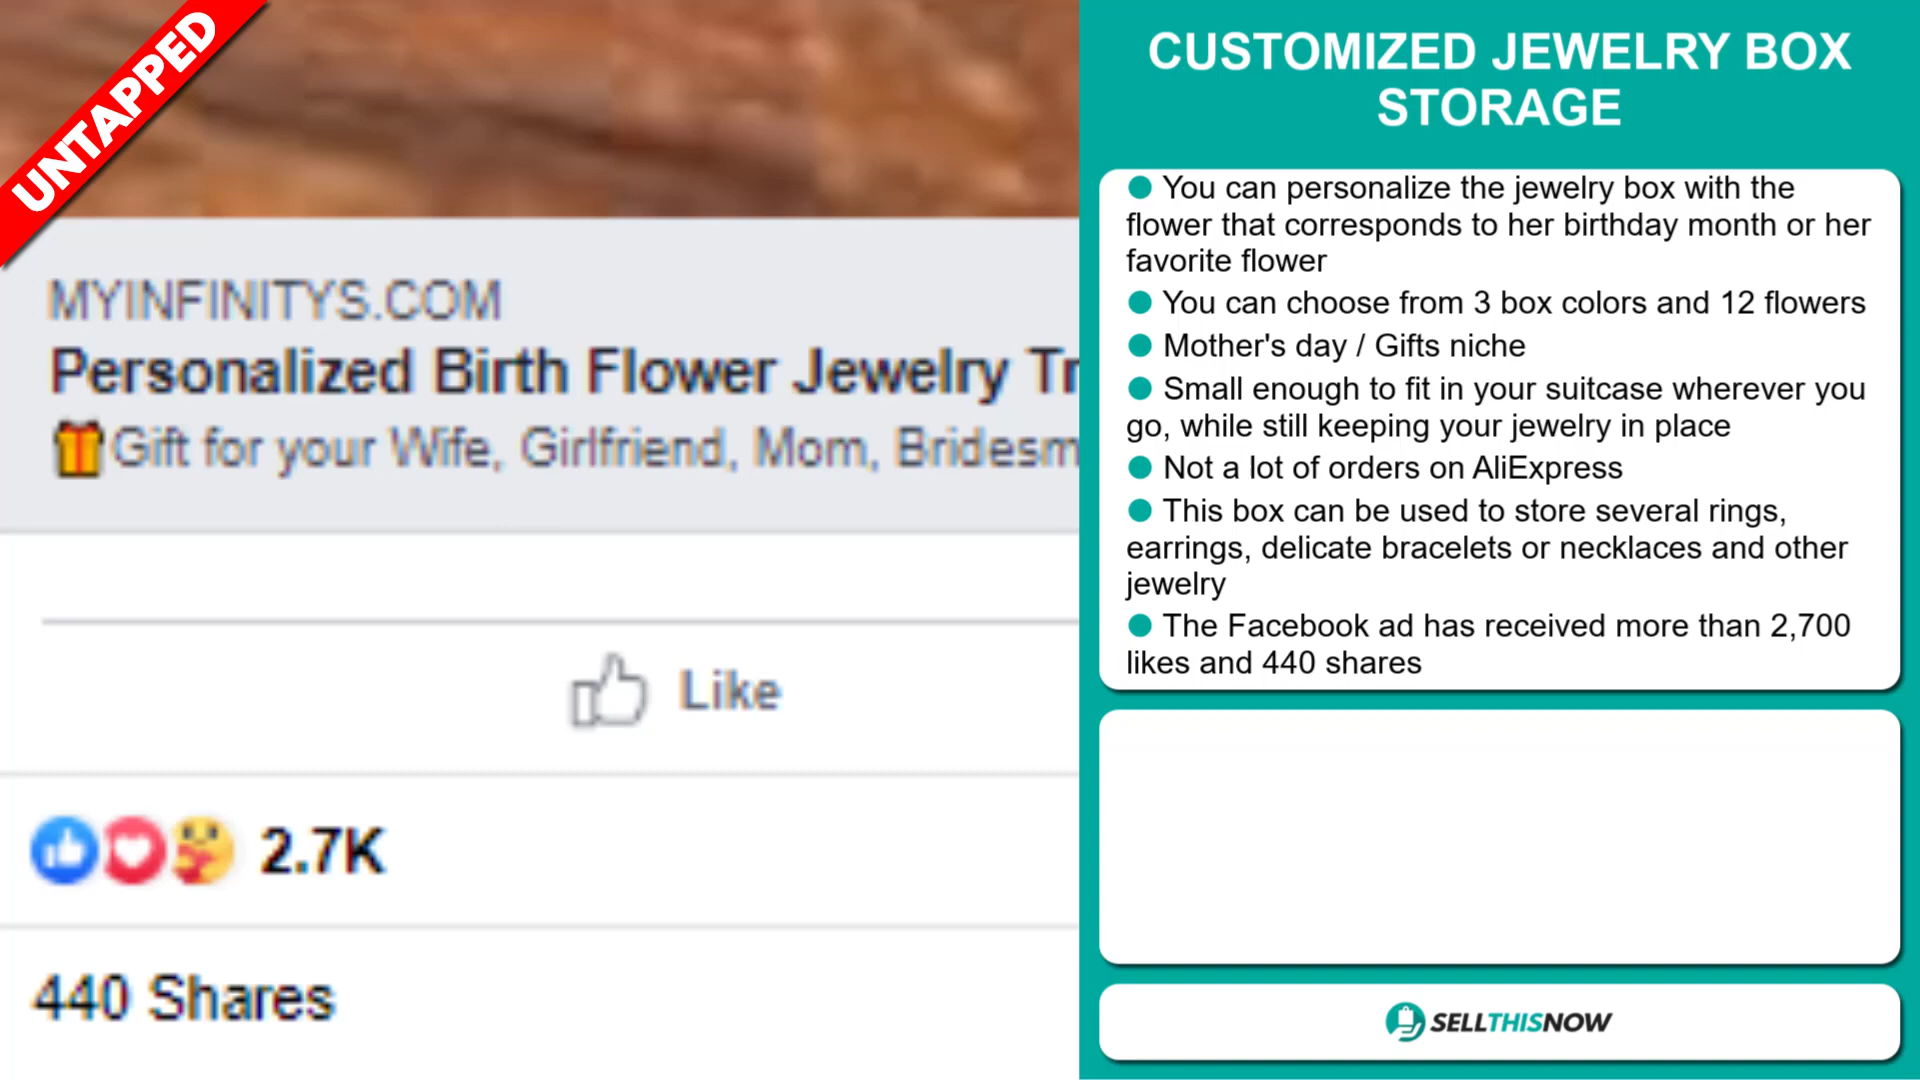 UNTAPPED
MYINFINITYS.COM
Personalized Birth Flower Jewelry Tr
Gift for your Wife, Girlfriend, Mom, Bridesm
Like
2.7K
440 Shares
CUSTOMIZED JEWELRY BOX
STORAGE
You can personalize the jewelry box with the
flower that corresponds to her birthday month or her
favorite flower
You can choose from 3 box colors and 12 flowers
Mother's day / Gifts niche
Small enough to fit in your suitcase wherever you
go, while still keeping your jewelry in place
Not a lot of orders on AliExpress
This box can be used to store several rings,
earrings, delicate bracelets or necklaces and other
jewelry
The Facebook ad has received more than 2,700
likes and 440 shares
SELLTHISNOW